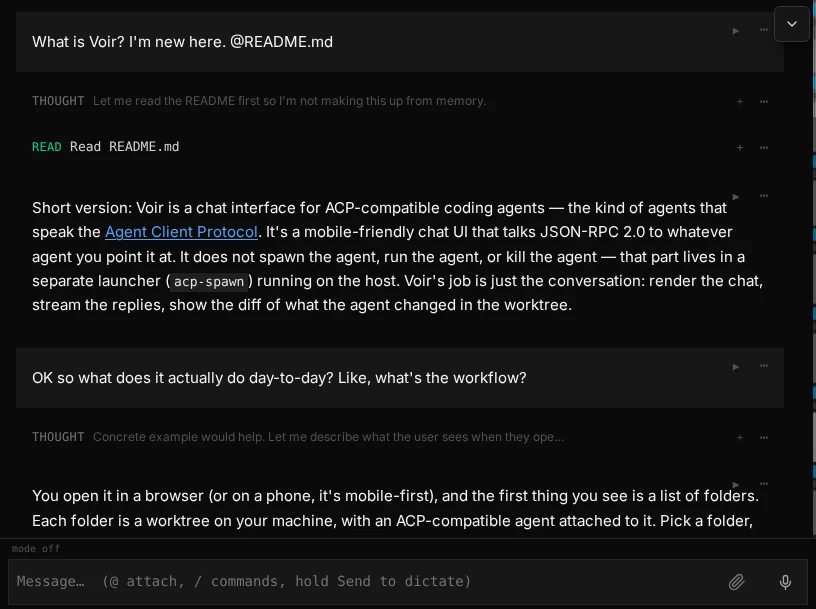 What is Voir? I'm new here. @README.md
THOUGHT Let me read the README first so I'm not making this up from memory.
READ Read README.md
Short version: Voir is a chat interface for ACP-compatible coding agents — the kind of agents that
speak the Agent Client Protocol. It's a mobile-friendly chat UI that talks JSON-RPC 2.0 to whatever
agent you point it at. It does not spawn the agent, run the agent, or kill the agent — that part lives in a
separate launcher (acp-spawn) running on the host. Voir's job is just the conversation: render the chat,
stream the replies, show the diff of what the agent changed in the worktree.
OK so what does it actually do day-to-day? Like, what's the workflow?
THOUGHT Concrete example would help. Let me describe what the user sees when they ope…
You open it in a browser (or on a phone, it's mobile-first), and the first thing you see is a list of folders.
Each folder is a worktree on your machine, with an ACP-compatible agent attached to it. Pick a folder,
mode off
Message… (@ attach, / commands, hold Send to dictate)